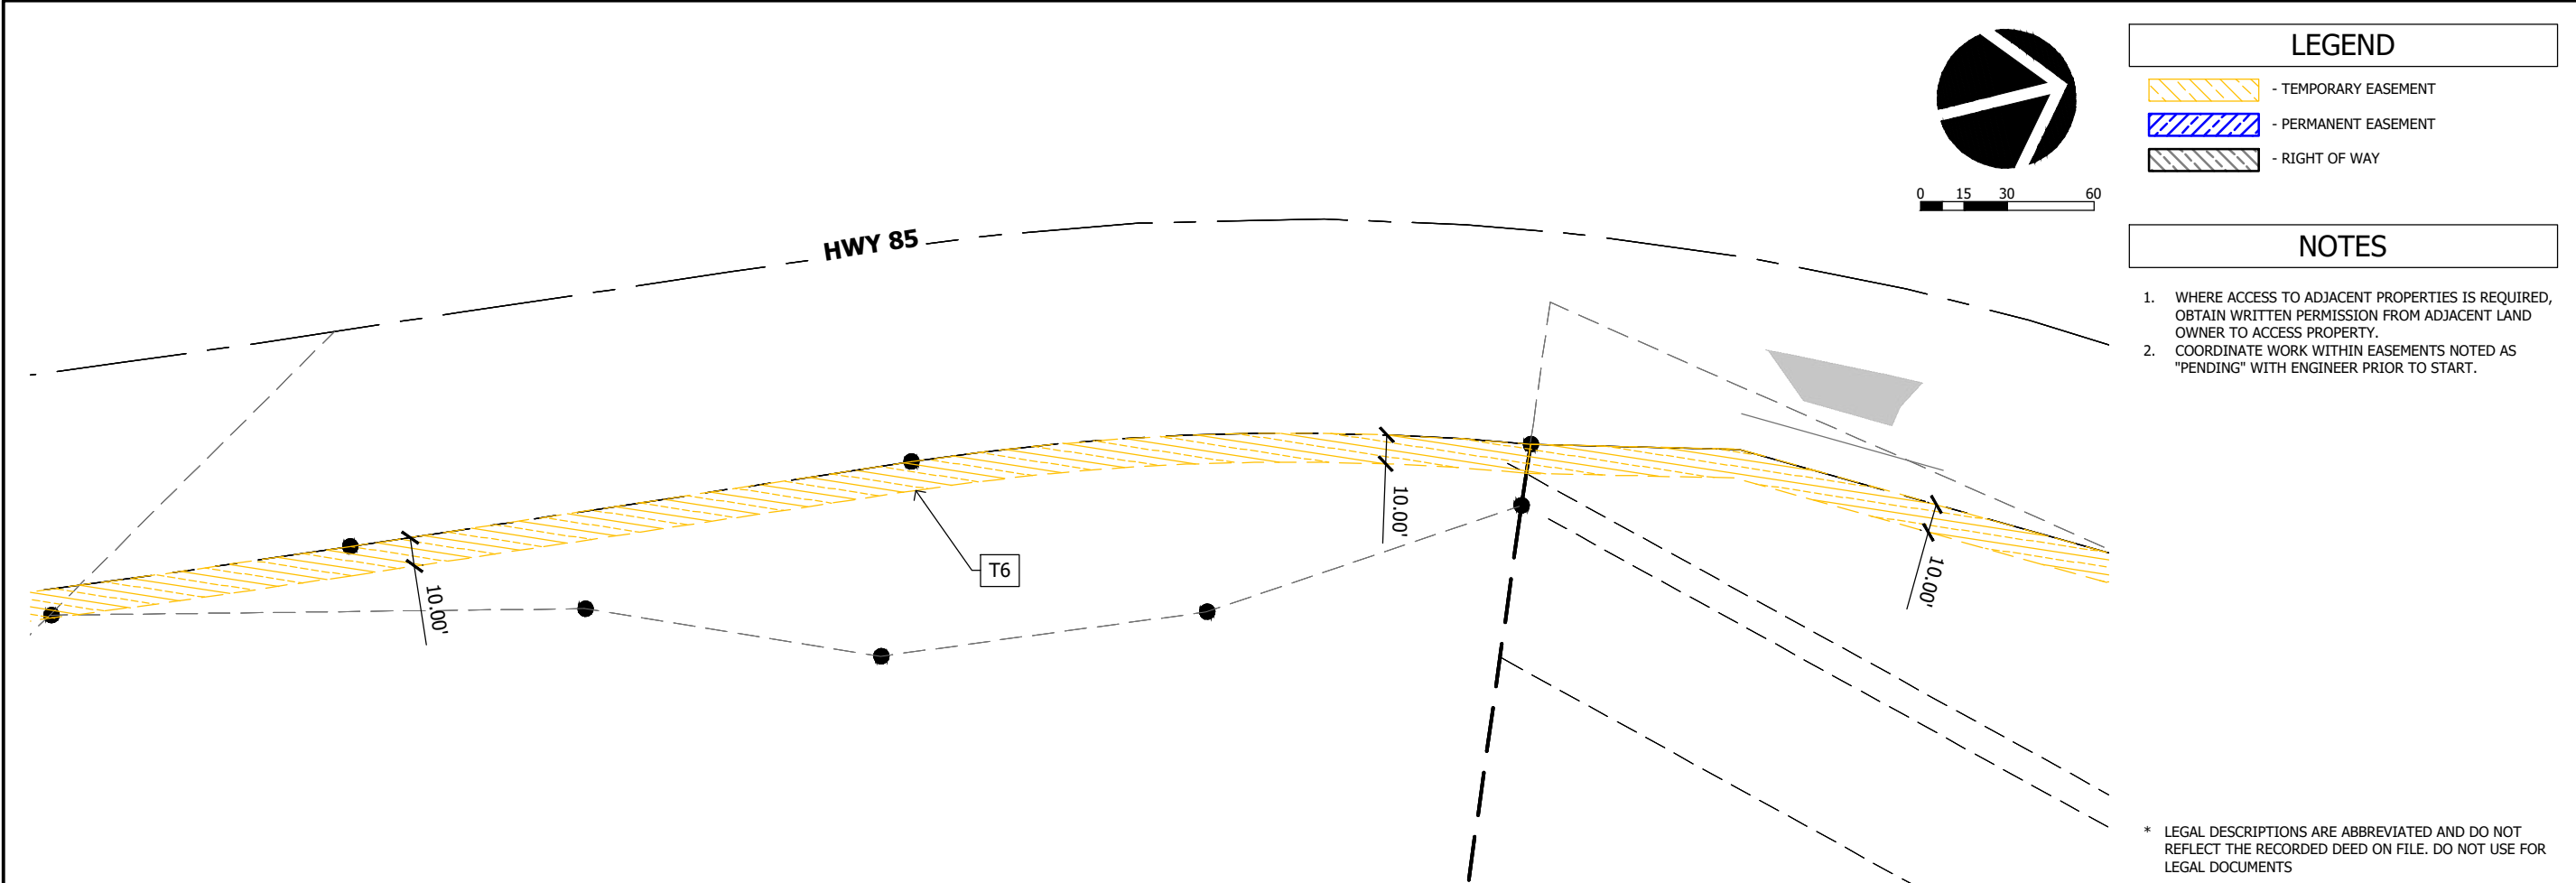 LEGEND
- TEMPORARY EASEMENT
- PERMANENT EASEMENT
- RIGHT OF WAY
0 15 30 60
NOTES
1. WHERE ACCESS TO ADJACENT PROPERTIES IS REQUIRED,
OBTAIN WRITTEN PERMISSION FROM ADJACENT LAND
OWNER TO ACCESS PROPERTY.
2. COORDINATE WORK WITHIN EASEMENTS NOTED AS
"PENDING" WITH ENGINEER PRIOR TO START.
HWY 85
10.00'
10.00'
10.00'
T6
* LEGAL DESCRIPTIONS ARE ABBREVIATED AND DO NOT
REFLECT THE RECORDED DEED ON FILE. DO NOT USE FOR
LEGAL DOCUMENTS